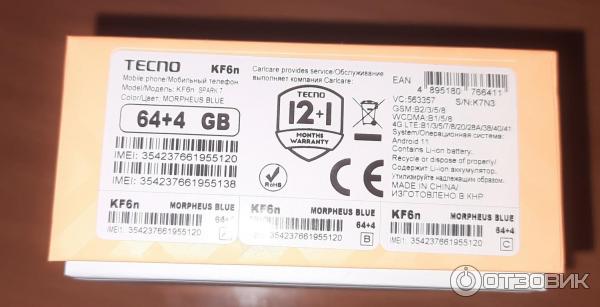 TECNO KF6n
Mobile phone/Мобильный телефон
Model/Модель: KF6n SPARK 7
Color/Цвет: MORPHEUS BLUE
64+4 GB
IMEI: 354237661955120
IMEI: 354237661955138
Carlcare provides service/Обслуживание
выполняет компания Carlcare:
TECNO
12+1
MONTHS
WARRANTY
RoHS
CE
EAN
4 895180 766411
VC: 563357 S/N: K7N3
GSM: B2/3/5/8
WCDMA: B1/5/8
4G LTE: B1/3/5/7/8/20/28A/38/40/41
System/Операционная система:
Android 11
Contains Li-ion battery.
Recycle or dispose of properly/
Содержит Li-ion аккумулятор.
Утилизируйте надлежащим образом.
MADE IN CHINA/
ИЗГОТОВЛЕНО В КНР
KF6n MORPHEUS BLUE
64+4
IMEI: 354237661955120
KF6n MORPHEUS BLUE
64+4
IMEI: 354237661955120 B
KF6n MORPHEUS BLUE
64+4
IMEI: 354237661955120 C
ОТЗОВИК